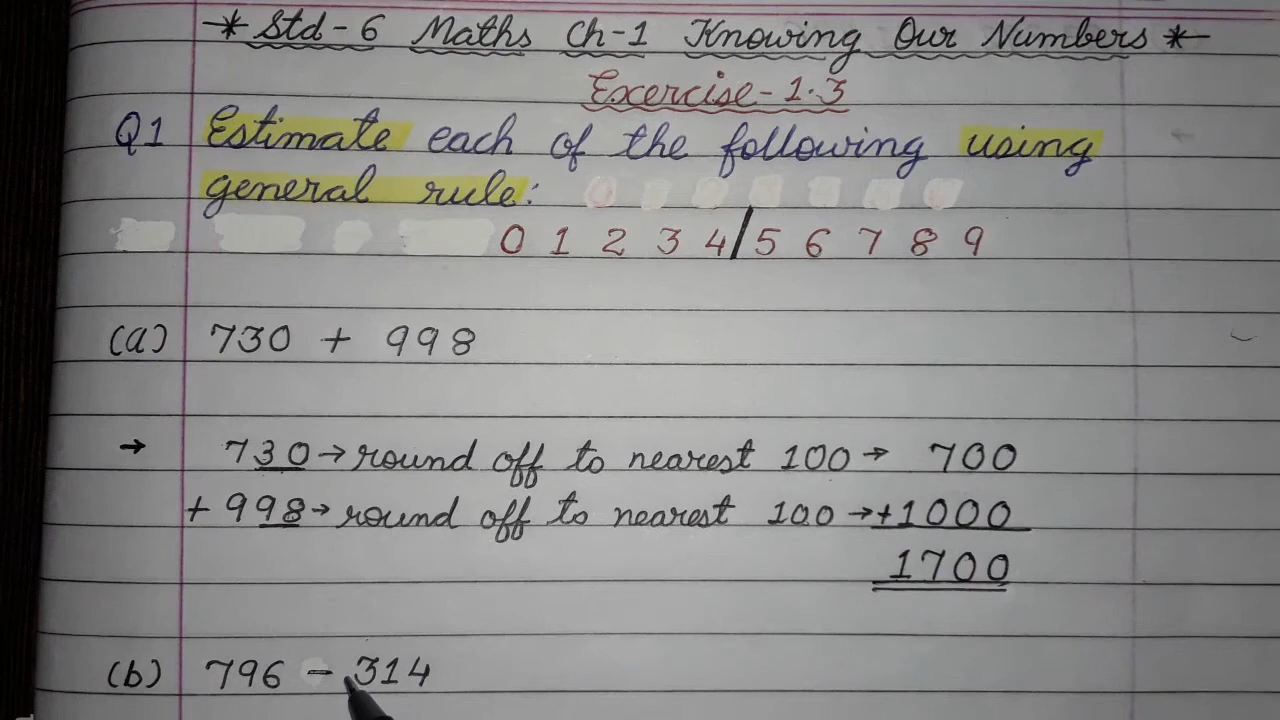 * Std-6 Maths Ch-1 Knowing Our Numbers *
Excercise-1.3
Q1 Estimate each of the following using
general rule:
0 1 2 3 4/5 6 7 8 9
(a) 730 + 998
→ 730 → round off to nearest 100 → 700
+ 998 → round off to nearest 100 → +1000
1700
(b) 796 - 314